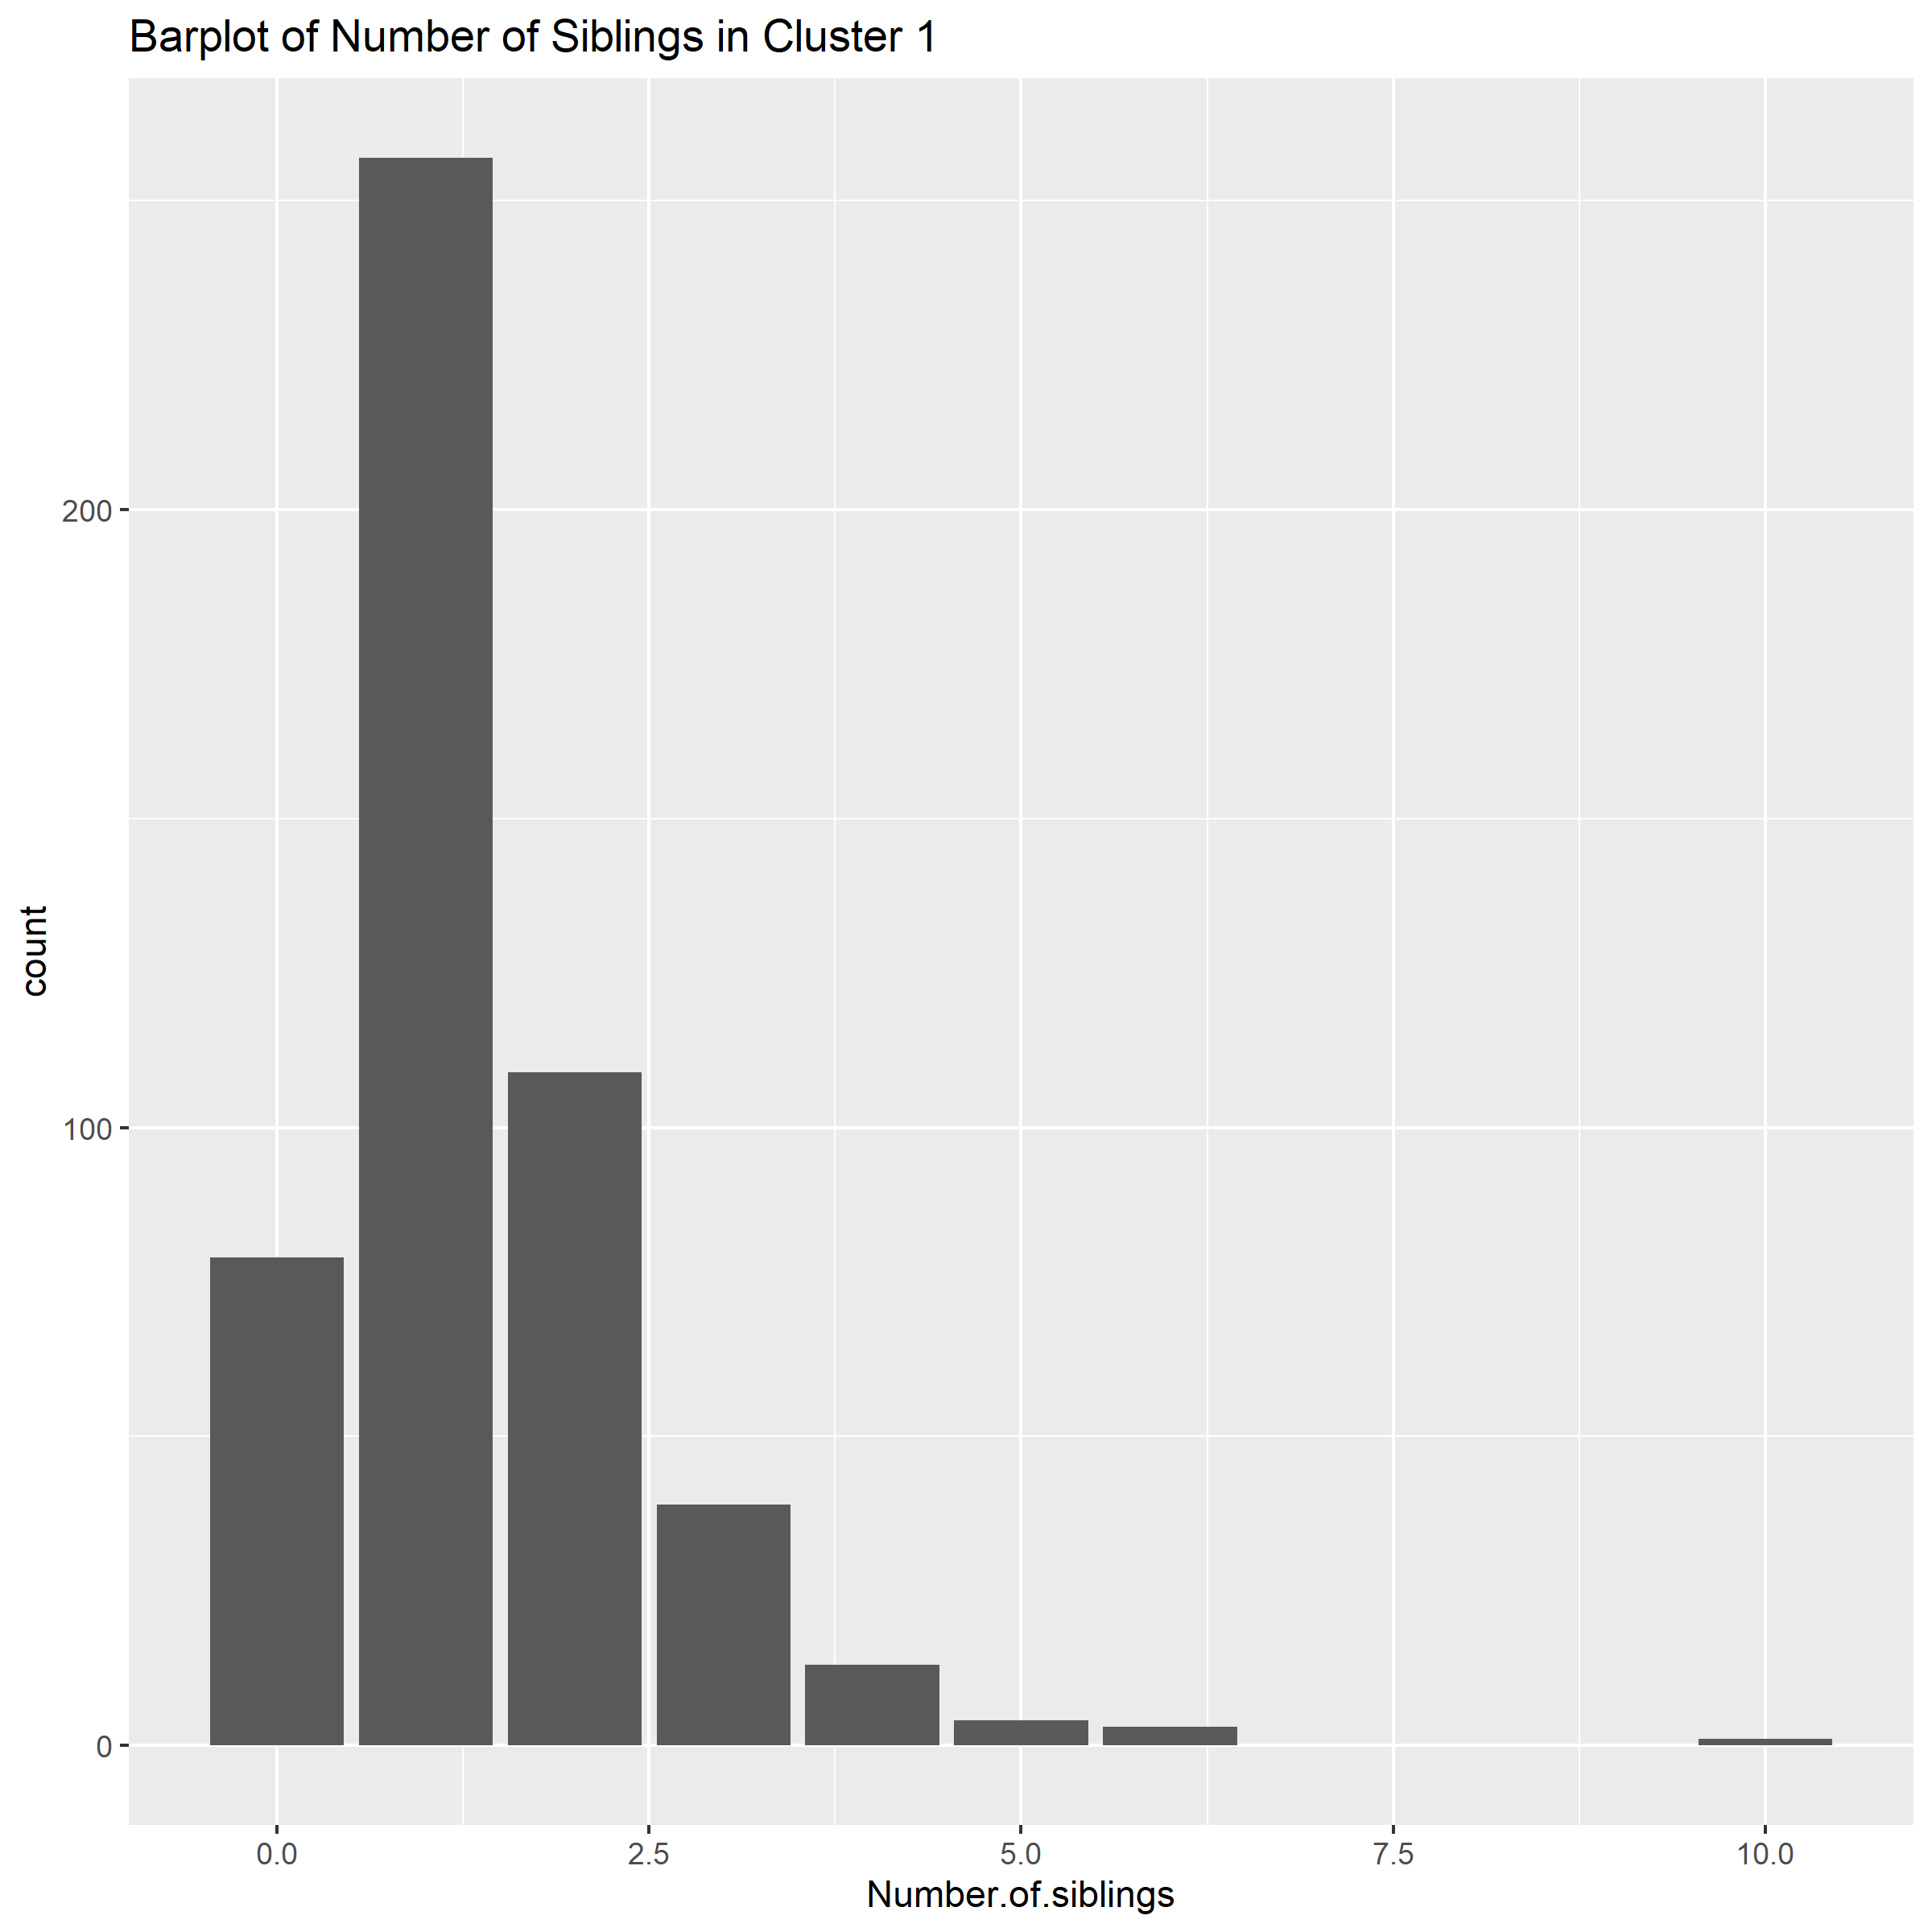 Barplot of Number of Siblings in Cluster 1
200
100
0
count
0.0 2.5 5.0 7.5 10.0
Number.of.siblings